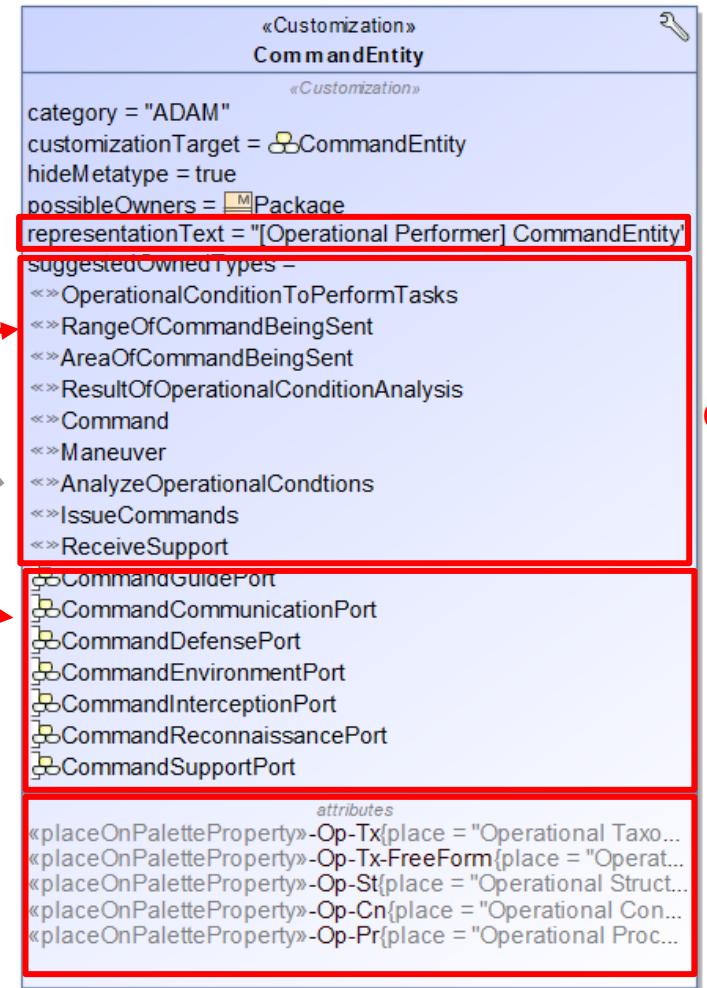 «Customization»
CommandEntity
«Customization»
category = "ADAM"
customizationTarget = CommandEntity
hideMetatype = true
possibleOwners = Package
representationText = "[Operational Performer] CommandEntity"
suggestedOwnedTypes =
«»OperationalConditionToPerformTasks
«»RangeOfCommandBeingSent
«»AreaOfCommandBeingSent
«»ResultOfOperationalConditionAnalysis
«»Command
«»Maneuver
«»AnalyzeOperationalCondtions
«»IssueCommands
«»ReceiveSupport
CommandGuidePort
CommandCommunicationPort
CommandDefensePort
CommandEnvironmentPort
CommandInterceptionPort
CommandReconnaissancePort
CommandSupportPort
attributes
«placeOnPaletteProperty»-Op-Tx{place = "Operational Taxo...
«placeOnPaletteProperty»-Op-Tx-FreeForm{place = "Operat...
«placeOnPaletteProperty»-Op-St{place = "Operational Struct...
«placeOnPaletteProperty»-Op-Cn{place = "Operational Con...
«placeOnPaletteProperty»-Op-Pr{place = "Operational Proc...